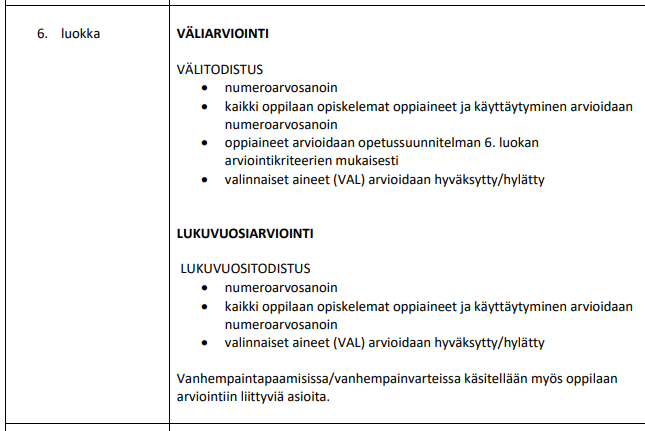 6. luokka
VÄLIARVIOINTI
VÄLITODISTUS
• numeroarvosanoin
• kaikki oppilaan opiskelemat oppiaineet ja käyttäytyminen arvioidaan
numeroarvosanoin
• oppiaineet arvioidaan opetussuunnitelman 6. luokan
arviointikriteerien mukaisesti
• valinnaiset aineet (VAL) arvioidaan hyväksytty/hylätty
LUKUVUOSIARVIOINTI
LUKUVUOSITODISTUS
• numeroarvosanoin
• kaikki oppilaan opiskelemat oppiaineet ja käyttäytyminen arvioidaan
numeroarvosanoin
• valinnaiset aineet (VAL) arvioidaan hyväksytty/hylätty
Vanhempaintapaamisissa/vanhempainvarteissa käsitellään myös oppilaan
arviointiin liittyviä asioita.